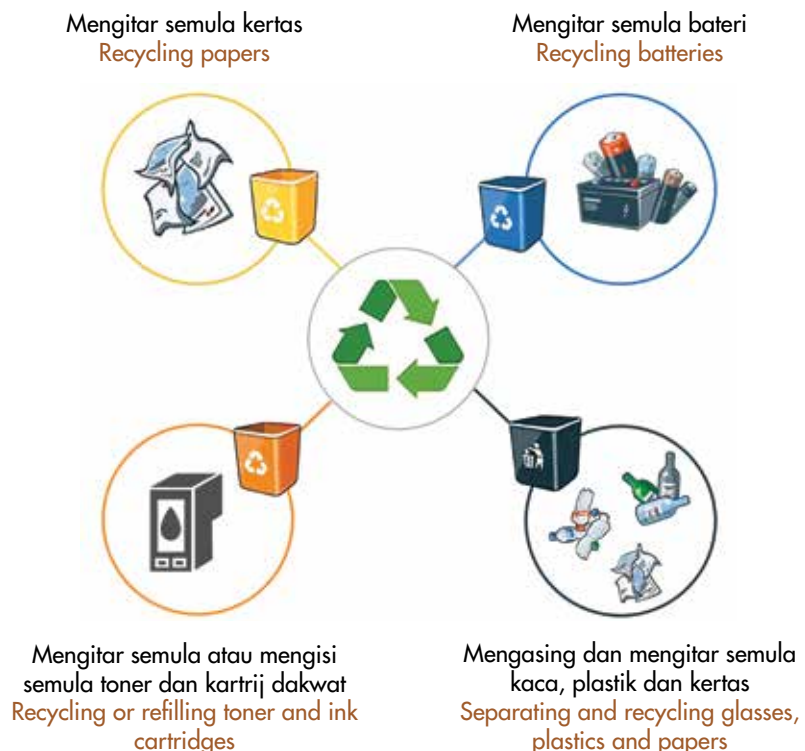 Mengitar semula kertas
Recycling papers
Mengitar semula bateri
Recycling batteries
Mengitar semula atau mengisi
semula toner dan kartrij dakwat
Recycling or refilling toner and ink
cartridges
Mengasing dan mengitar semula
kaca, plastik dan kertas
Separating and recycling glasses,
plastics and papers